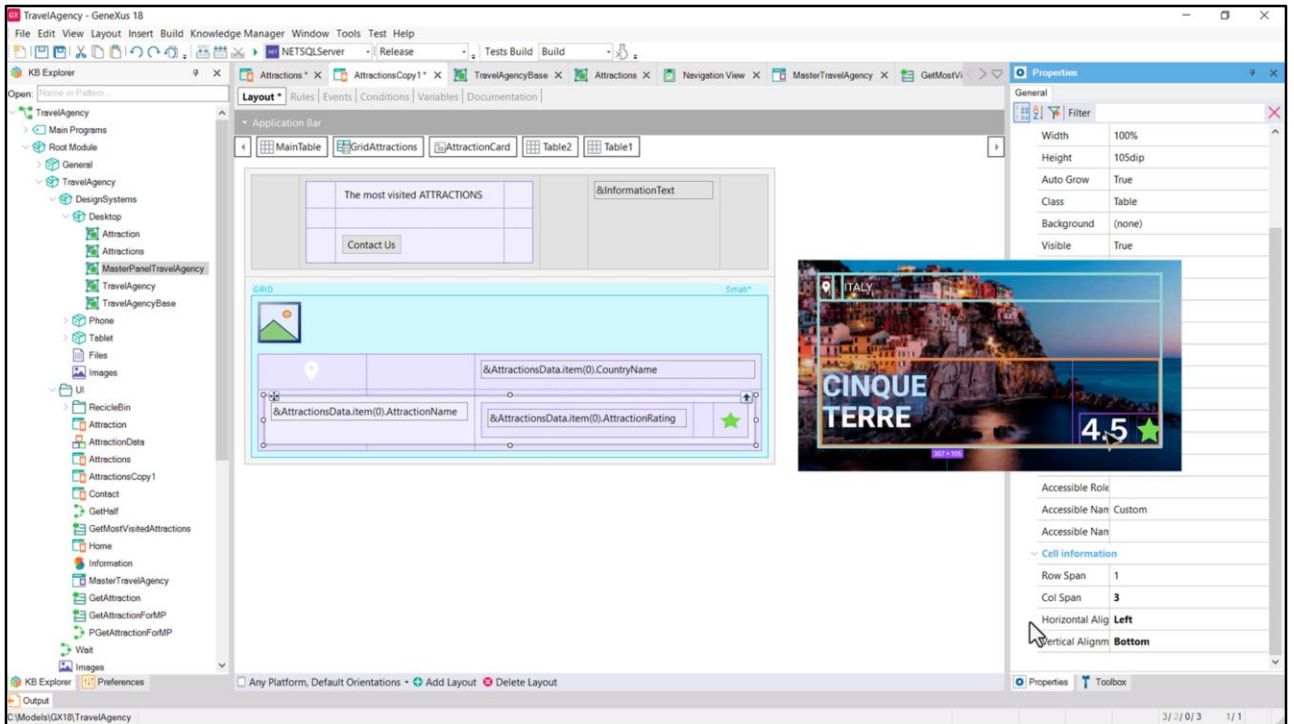 TravelAgency - GeneXus 18
File Edit View Layout Insert Build Knowledge Manager Window Tools Test Help
NETSQLServer Release Tests Build Build
KB Explorer
Open: Name or Pattern...
TravelAgency
Main Programs
Root Module
General
TravelAgency
DesignSystems
Desktop
Attraction
Attractions
MasterPanelTravelAgency
TravelAgency
TravelAgencyBase
Phone
Tablet
Files
Images
UI
RecicleBin
Attraction
AttractionData
Attractions
AttractionsCopy1
Contact
GetHalf
GetMostVisitedAttractions
Home
Information
MasterTravelAgency
GetAttraction
GetAttractionForMP
PGetAttractionForMP
Wait
Images
KB Explorer Preferences
Output
C:\Models\GX18\TravelAgency
Attractions * X AttractionsCopy1 * X TravelAgencyBase X Attractions X Navigation View X MasterTravelAgency X GetMostVi
Layout * Rules Events Conditions Variables Documentation
Application Bar
MainTable GridAttractions AttractionCard Table2 Table1
The most visited ATTRACTIONS
&InformationText
Contact Us
GRID Small*
&AttractionsData.item(0).CountryName
&AttractionsData.item(0).AttractionName
&AttractionsData.item(0).AttractionRating
Any Platform, Default Orientations Add Layout Delete Layout
ITALY
CINQUE
TERRE
4.5
307 × 105
Properties
General
Filter
Width 100%
Height 105dip
Auto Grow True
Class Table
Background (none)
Visible True
Accessible Role
Accessible Nan Custom
Accessible Nam
Cell information
Row Span 1
Col Span 3
Horizontal Alig Left
Vertical Alignm Bottom
Properties Toolbox
3/ 2/ 0/ 3 1/ 1